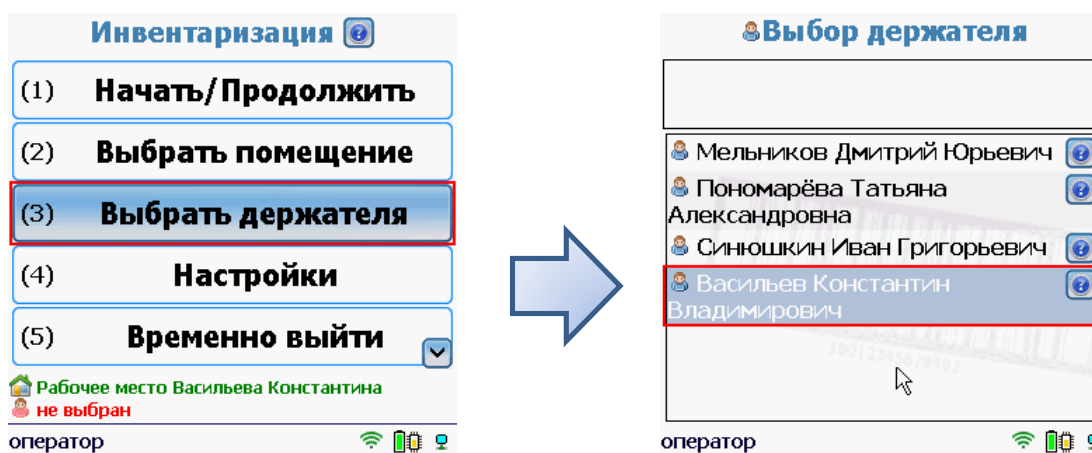 Инвентаризация
(1) Начать/Продолжить
(2) Выбрать помещение
(3) Выбрать держателя
(4) Настройки
(5) Временно выйти
Рабочее место Васильева Константина
не выбран
оператор
Выбор держателя
Мельников Дмитрий Юрьевич
Пономарёва Татьяна
Александровна
Синюшкин Иван Григорьевич
Васильев Константин
Владимирович
оператор